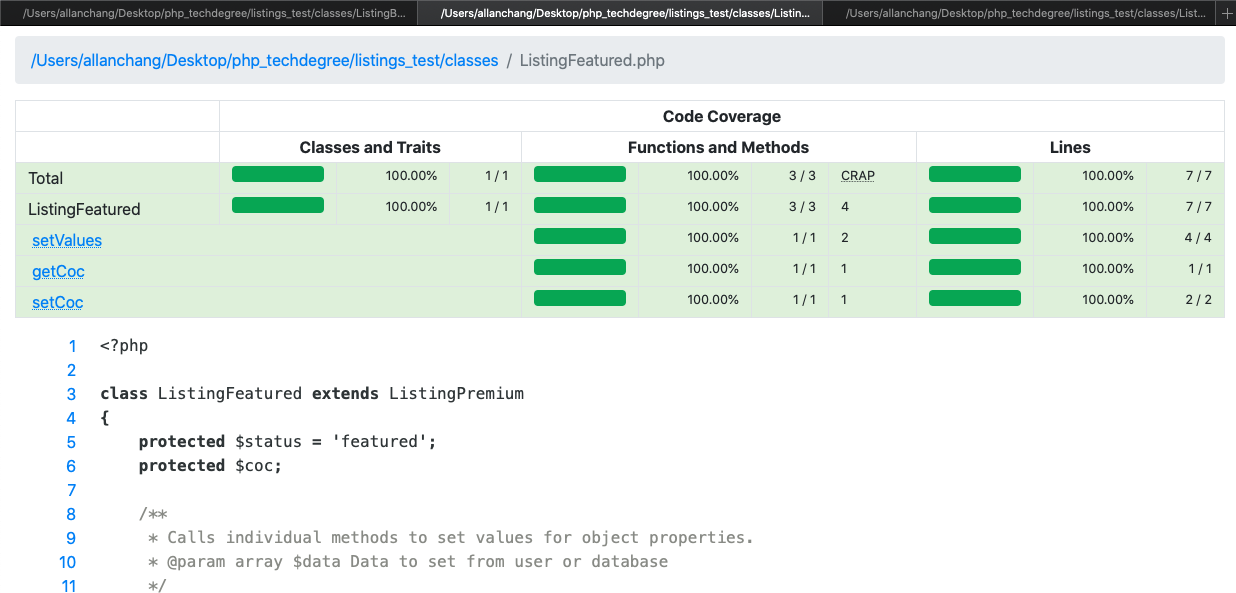 /Users/allanchang/Desktop/php_techdegree/listings_test/classes/ListingB... /Users/allanchang/Desktop/php_techdegree/listings_test/classes/Listin... /Users/allanchang/Desktop/php_techdegree/listings_test/classes/List... +
/Users/allanchang/Desktop/php_techdegree/listings_test/classes / ListingFeatured.php
Code Coverage
Classes and Traits Functions and Methods Lines
Total 100.00% 1 / 1 100.00% 3 / 3 CRAP 100.00% 7 / 7
ListingFeatured 100.00% 1 / 1 100.00% 3 / 3 4 100.00% 7 / 7
setValues 100.00% 1 / 1 2 100.00% 4 / 4
getCoc 100.00% 1 / 1 1 100.00% 1 / 1
setCoc 100.00% 1 / 1 1 100.00% 2 / 2
1 <?php
2
3 class ListingFeatured extends ListingPremium
4 {
5     protected $status = 'featured';
6     protected $coc;
7
8     /**
9      * Calls individual methods to set values for object properties.
10      * @param array $data Data to set from user or database
11      */